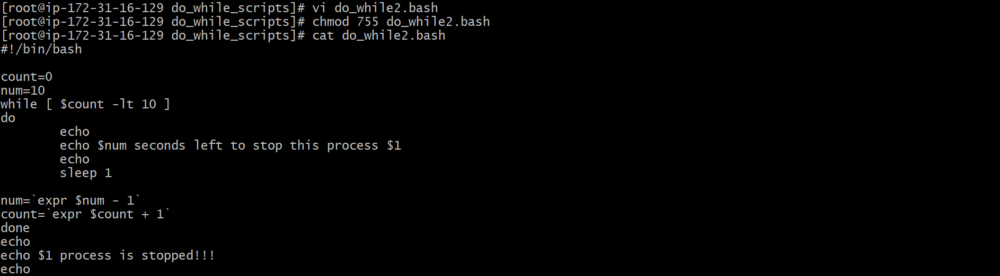 [root@ip-172-31-16-129 do_while_scripts]# vi do_while2.bash
[root@ip-172-31-16-129 do_while_scripts]# chmod 755 do_while2.bash
[root@ip-172-31-16-129 do_while_scripts]# cat do_while2.bash
#!/bin/bash

count=0
num=10
while [ $count -lt 10 ]
do
        echo
        echo $num seconds left to stop this process $1
        echo
        sleep 1

num=`expr $num - 1`
count=`expr $count + 1`
done
echo
echo $1 process is stopped!!!
echo